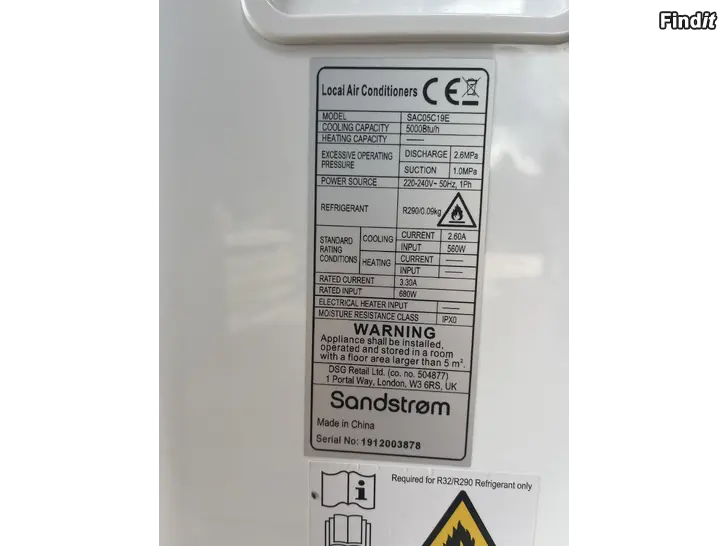 Findit
Local Air Conditioners CE
MODEL SAC05C19E
COOLING CAPACITY 5000Btu/h
HEATING CAPACITY ——
EXCESSIVE OPERATING PRESSURE DISCHARGE 2.6MPa
SUCTION 1.0MPa
POWER SOURCE 220-240V~ 50Hz, 1Ph
REFRIGERANT R290/0.09kg
STANDARD RATING CONDITIONS COOLING CURRENT 2.60A
INPUT 560W
HEATING CURRENT ——
INPUT ——
RATED CURRENT 3.30A
RATED INPUT 680W
ELECTRICAL HEATER INPUT ——
MOISTURE RESISTANCE CLASS IPX0
WARNING
Appliance shall be installed,
operated and stored in a room
with a floor area larger than 5 m².
DSG Retail Ltd. (co. no. 504877)
1 Portal Way, London, W3 6RS, UK
Sandstrøm
Made in China
Serial No: 1912003878
Required for R32/R290 Refrigerant only